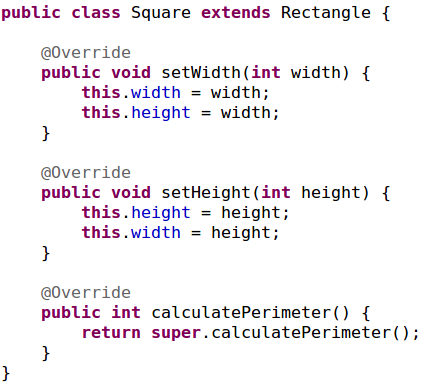 public class Square extends Rectangle {
@Override
public void setWidth(int width) {
this.width = width;
this.height = width;
}
@Override
public void setHeight(int height) {
this.height = height;
this.width = height;
}
@Override
public int calculatePerimeter() {
return super.calculatePerimeter();
}
}